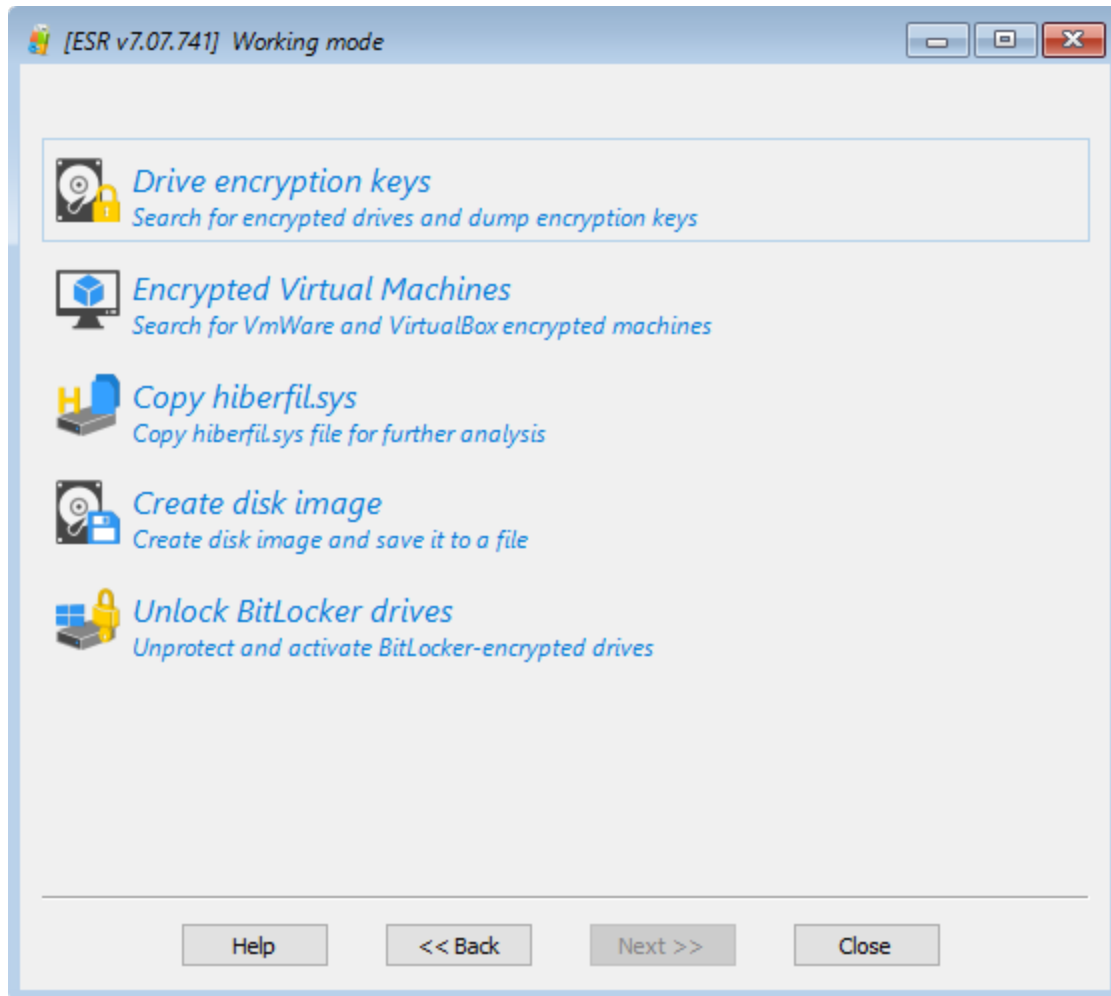 [ESR v7.07.741] Working mode
Drive encryption keys
Search for encrypted drives and dump encryption keys
Encrypted Virtual Machines
Search for VmWare and VirtualBox encrypted machines
Copy hiberfil.sys
Copy hiberfil.sys file for further analysis
Create disk image
Create disk image and save it to a file
Unlock BitLocker drives
Unprotect and activate BitLocker-encrypted drives
Help
<< Back
Next >>
Close